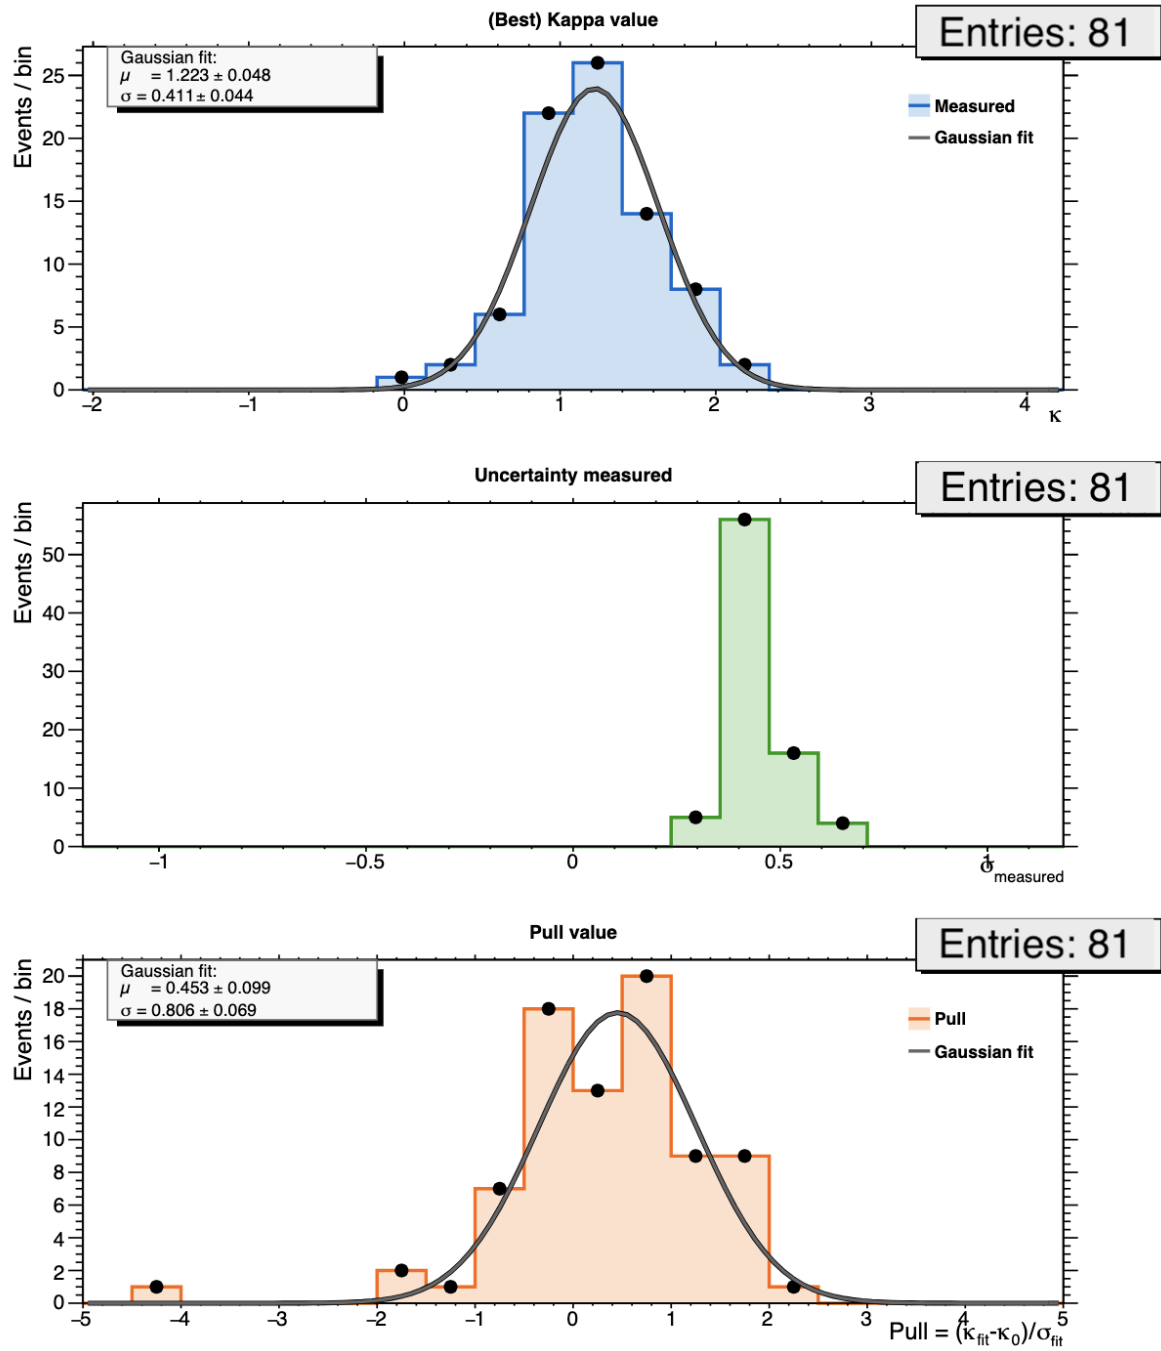 (Best) Kappa value
Entries: 81
Gaussian fit:
μ = 1.223 ± 0.048
σ = 0.411± 0.044
Events / bin
25
20
15
10
5
0
Measured
Gaussian fit
−2 −1 0 1 2 3 4
κ
Uncertainty measured
Entries: 81
Events / bin
50
40
30
20
10
0
−1 −0.5 0 0.5 1
σmeasured
Pull value
Entries: 81
Gaussian fit:
μ = 0.453 ± 0.099
σ = 0.806 ± 0.069
Events / bin
20
18
16
14
12
10
8
6
4
2
0
Pull
Gaussian fit
−5 −4 −3 −2 −1 0 1 2 3 4 5
Pull = (κfit-κ0)/σfit